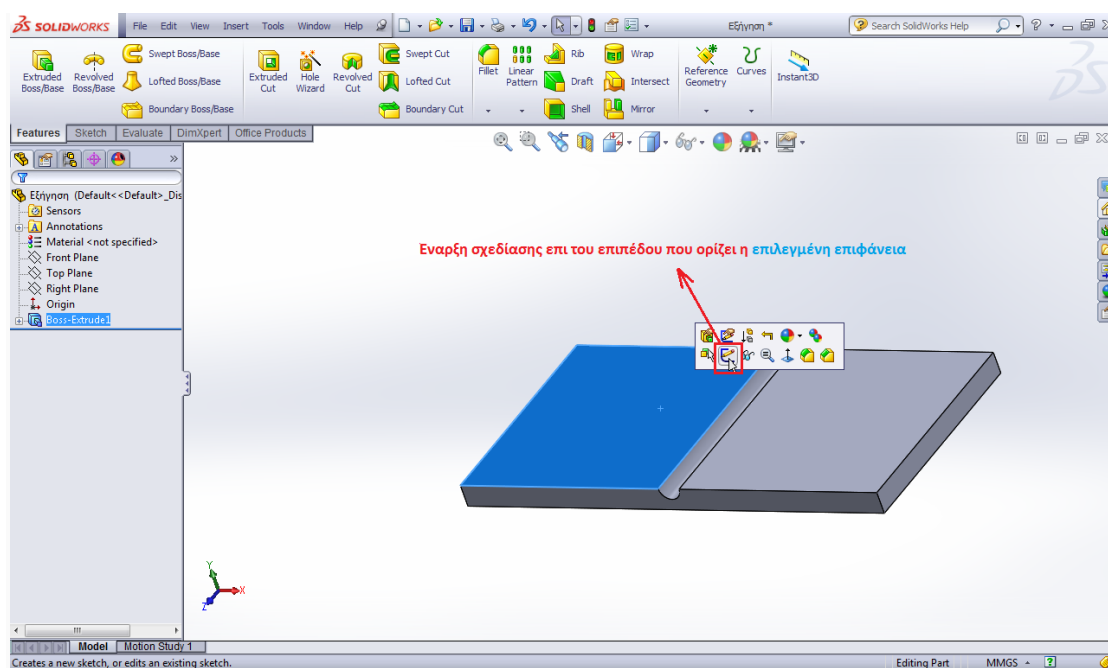 SOLIDWORKS File Edit View Insert Tools Window Help Εξήγηση * Search SolidWorks Help
Extruded Boss/Base
Revolved Boss/Base
Swept Boss/Base
Lofted Boss/Base
Boundary Boss/Base
Extruded Cut
Hole Wizard
Revolved Cut
Swept Cut
Lofted Cut
Boundary Cut
Fillet
Linear Pattern
Rib
Draft
Shell
Wrap
Intersect
Mirror
Reference Geometry
Curves
Instant3D
Features Sketch Evaluate DimXpert Office Products
Εξήγηση (Default<<Default>_Dis
Sensors
Annotations
Material <not specified>
Front Plane
Top Plane
Right Plane
Origin
Boss-Extrude1
Εναρξη σχεδίασης επι του επιπέδου που ορίζει η επιλεγμένη επιφάνεια
Y
X
Z
Model Motion Study 1
Creates a new sketch, or edits an existing sketch. Editing Part MMGS